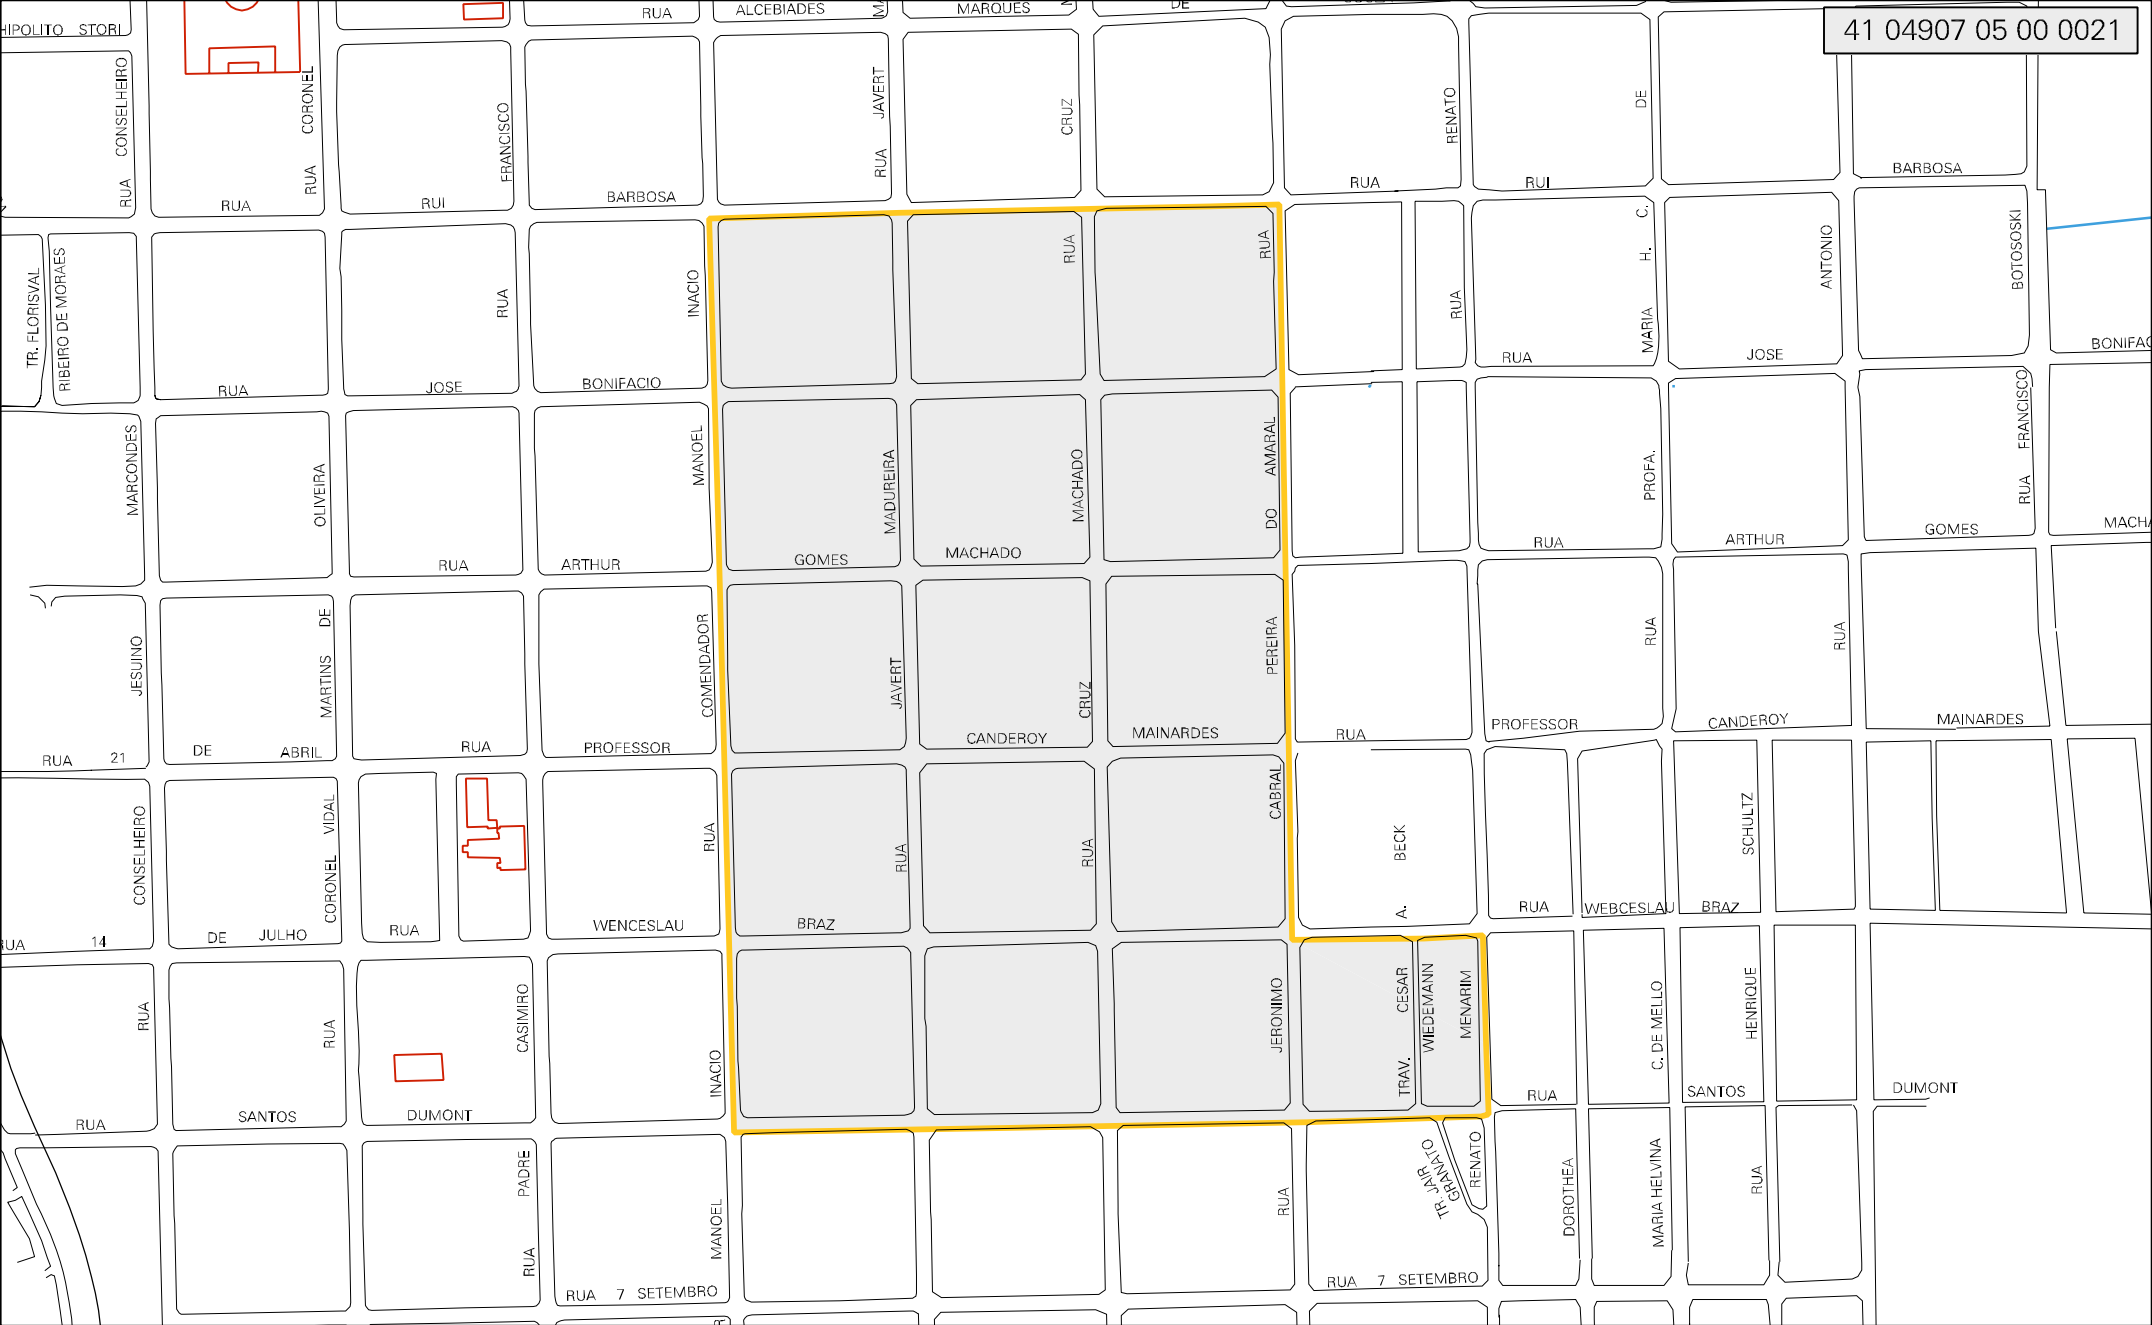 41 04907 05 00 0021
HIPOLITO STORI
RUA ALCEBIADES MARQUES DE
RUA CONSELHEIRO
RUA CORONEL
FRANCISCO
RUA JAVERT
CRUZ
RENATO
DE
RUA RUI BARBOSA
RUA RUI BARBOSA
TR. FLORISVAL
RIBEIRO DE MORAES
RUA
INACIO
RUA
RUA
RUA
MARIA H. C.
ANTONIO
BOTOSOSKI
RUA JOSE BONIFACIO
RUA JOSE
BONIFAC
MARCONDES
OLIVEIRA
MANOEL
MADUREIRA
MACHADO
DO AMARAL
PROFA.
RUA FRANCISCO
RUA ARTHUR GOMES MACHADO
RUA ARTHUR GOMES
MACHA
JESUINO
MARTINS DE
COMENDADOR
JAVERT
CRUZ
PEREIRA
RUA
RUA
RUA 21 DE ABRIL
RUA PROFESSOR CANDEROY MAINARDES
RUA PROFESSOR CANDEROY MAINARDES
CONSELHEIRO
CORONEL VIDAL
RUA
RUA
RUA
CABRAL
A. BECK
SCHULTZ
RUA 14 DE JULHO
RUA WENCESLAU BRAZ
RUA WEBCESLAU BRAZ
RUA
RUA
CASIMIRO
INACIO
JERONIMO
TRAV. CESAR
WIEDEMANN
MENARIM
C. DE MELLO
HENRIQUE
RUA SANTOS DUMONT
RUA SANTOS DUMONT
RUA PADRE
MANOEL
RUA
TR. JAIR
GRANATO
RENATO
DOROTHEA
MARIA HELVINA
RUA
RUA 7 SETEMBRO
RUA 7 SETEMBRO